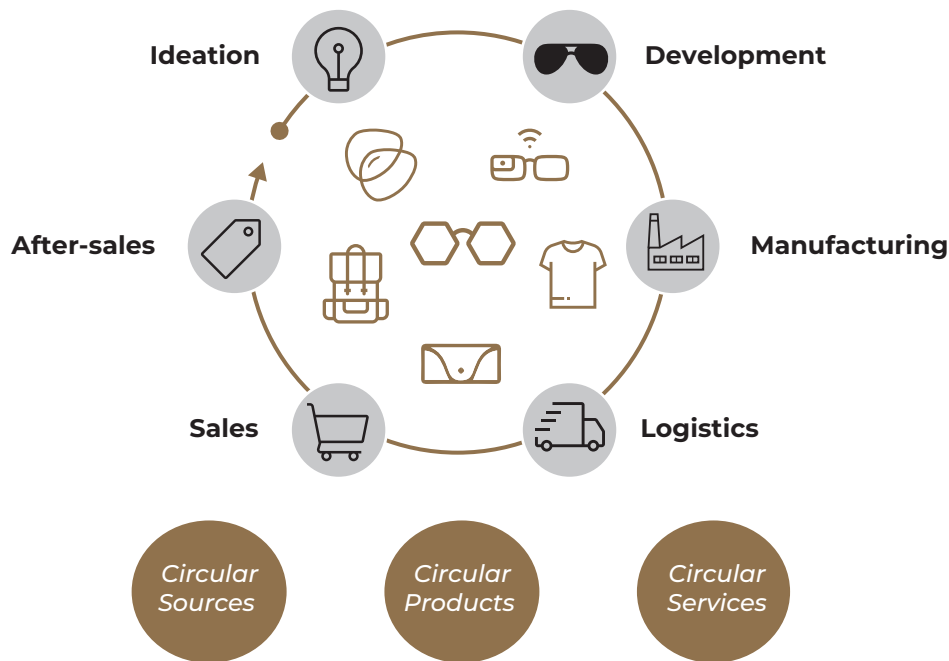 Ideation
Development
After-sales
Manufacturing
Sales
Logistics
Circular
Sources
Circular
Products
Circular
Services